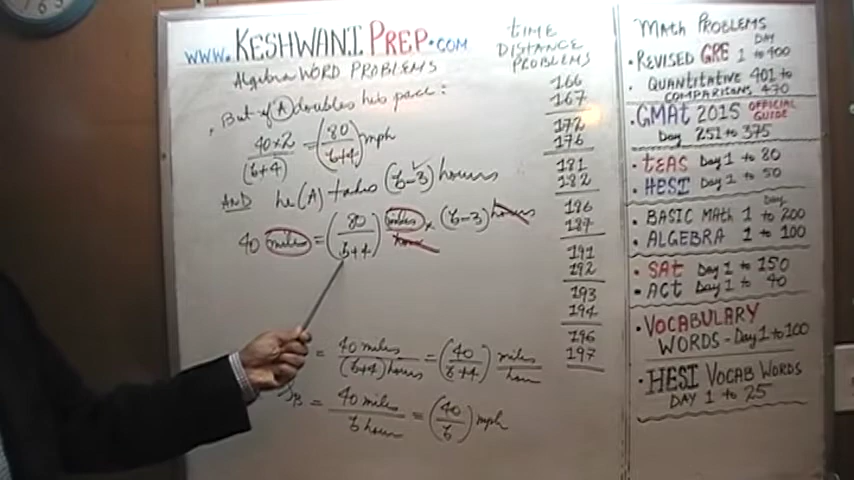 www.KESHWANI PREP.com
Algebra WORD PROBLEMS
But if A doubles his pace:
40×2/(t+4) = (80/t+4) mph
AND he (A) takes (t-3) hours
40 miles = (80/t+4) miles/hour × (t-3) hours
= 40 miles/(t+4) hours = (40/t+4) miles/hour
B = 40 miles/t hour = (40/t) mph
TIME
DISTANCE
PROBLEMS
166
167
172
176
181
182
186
187
191
192
193
194
196
197
MATH PROBLEMS
DAY
• REVISED GRE 1 to 400
QUANTITATIVE 401 to
COMPARISONS 470
• GMAT 2015 OFFICIAL GUIDE
Day 251 to 375
• TEAS Day 1 to 80
• HESI Day 1 to 50
Day
• BASIC MATH 1 to 200
• ALGEBRA 1 to 100
• SAT Day 1 to 150
• ACT Day 1 to 40
• VOCABULARY
WORDS - Day 1 to 100
• HESI VOCAB WORDS
DAY 1 to 25